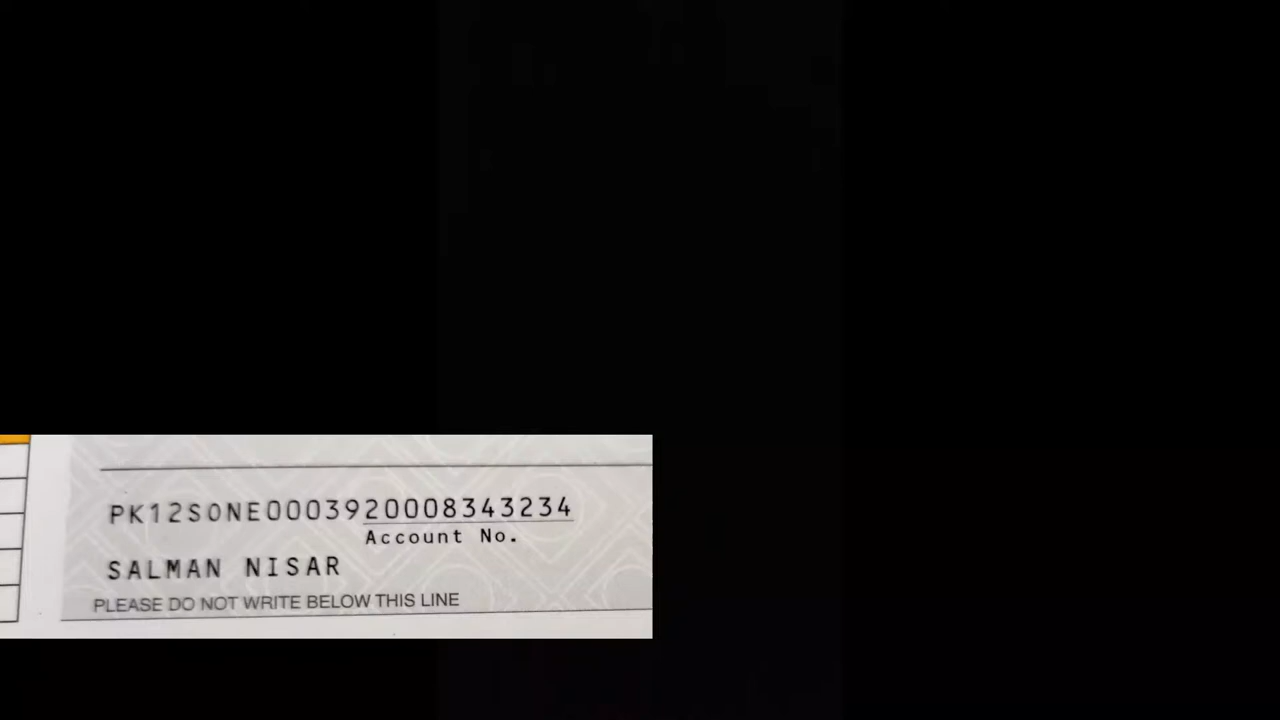 PK12SONE0003920008343234
Account No.
SALMAN NISAR
PLEASE DO NOT WRITE BELOW THIS LINE